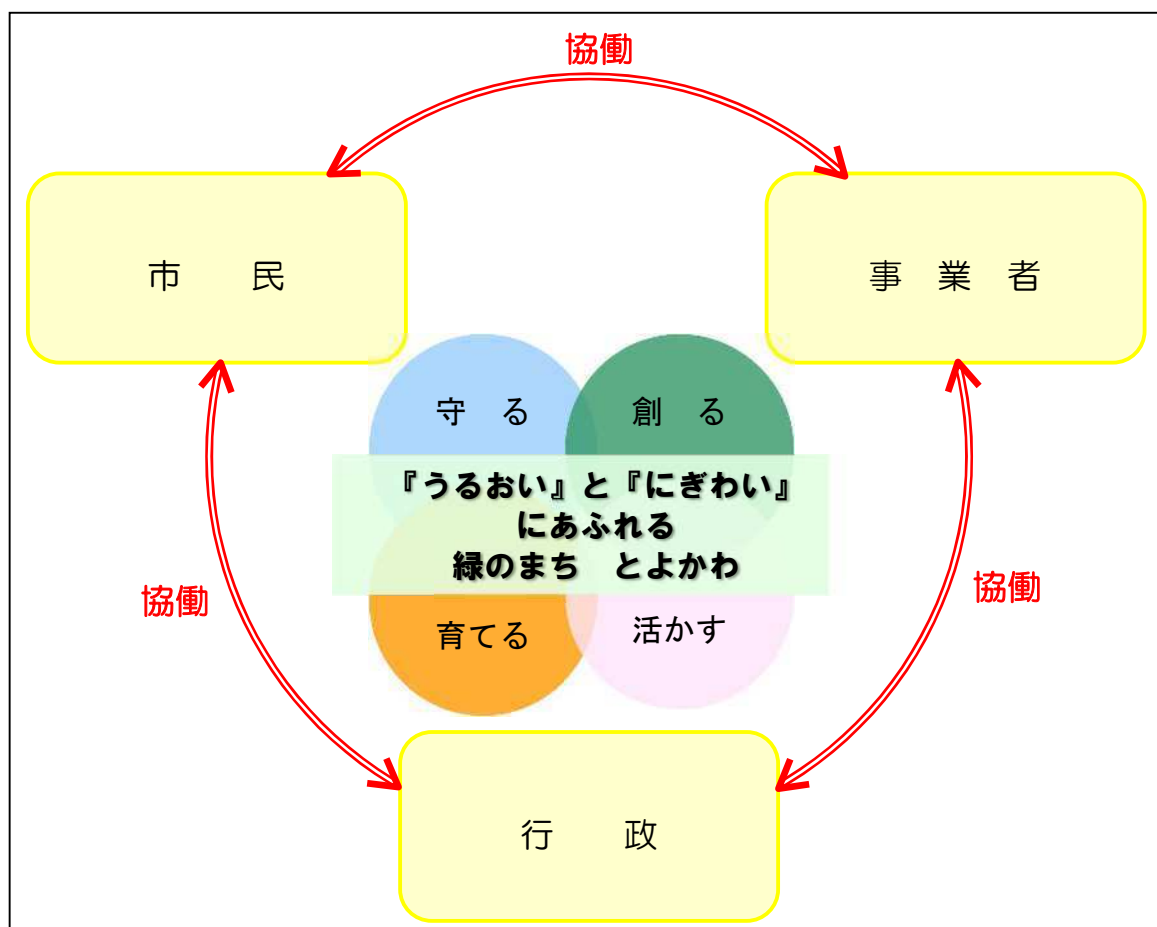 協働
市　　民
事　業　者
守　る
創　る
『うるおい』と『にぎわい』
にあふれる
緑のまち　とよかわ
協働
協働
育てる
活かす
行　　政